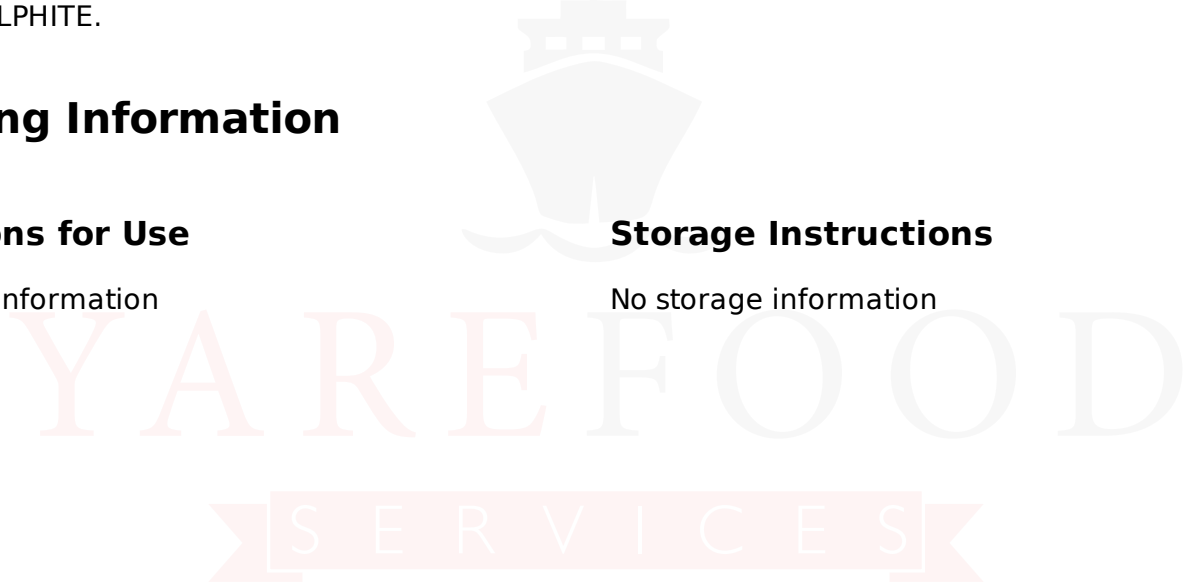 LPHITE.
ng Information
ns for Use
Storage Instructions
nformation
No storage information
YAREFOOD
SERVICES